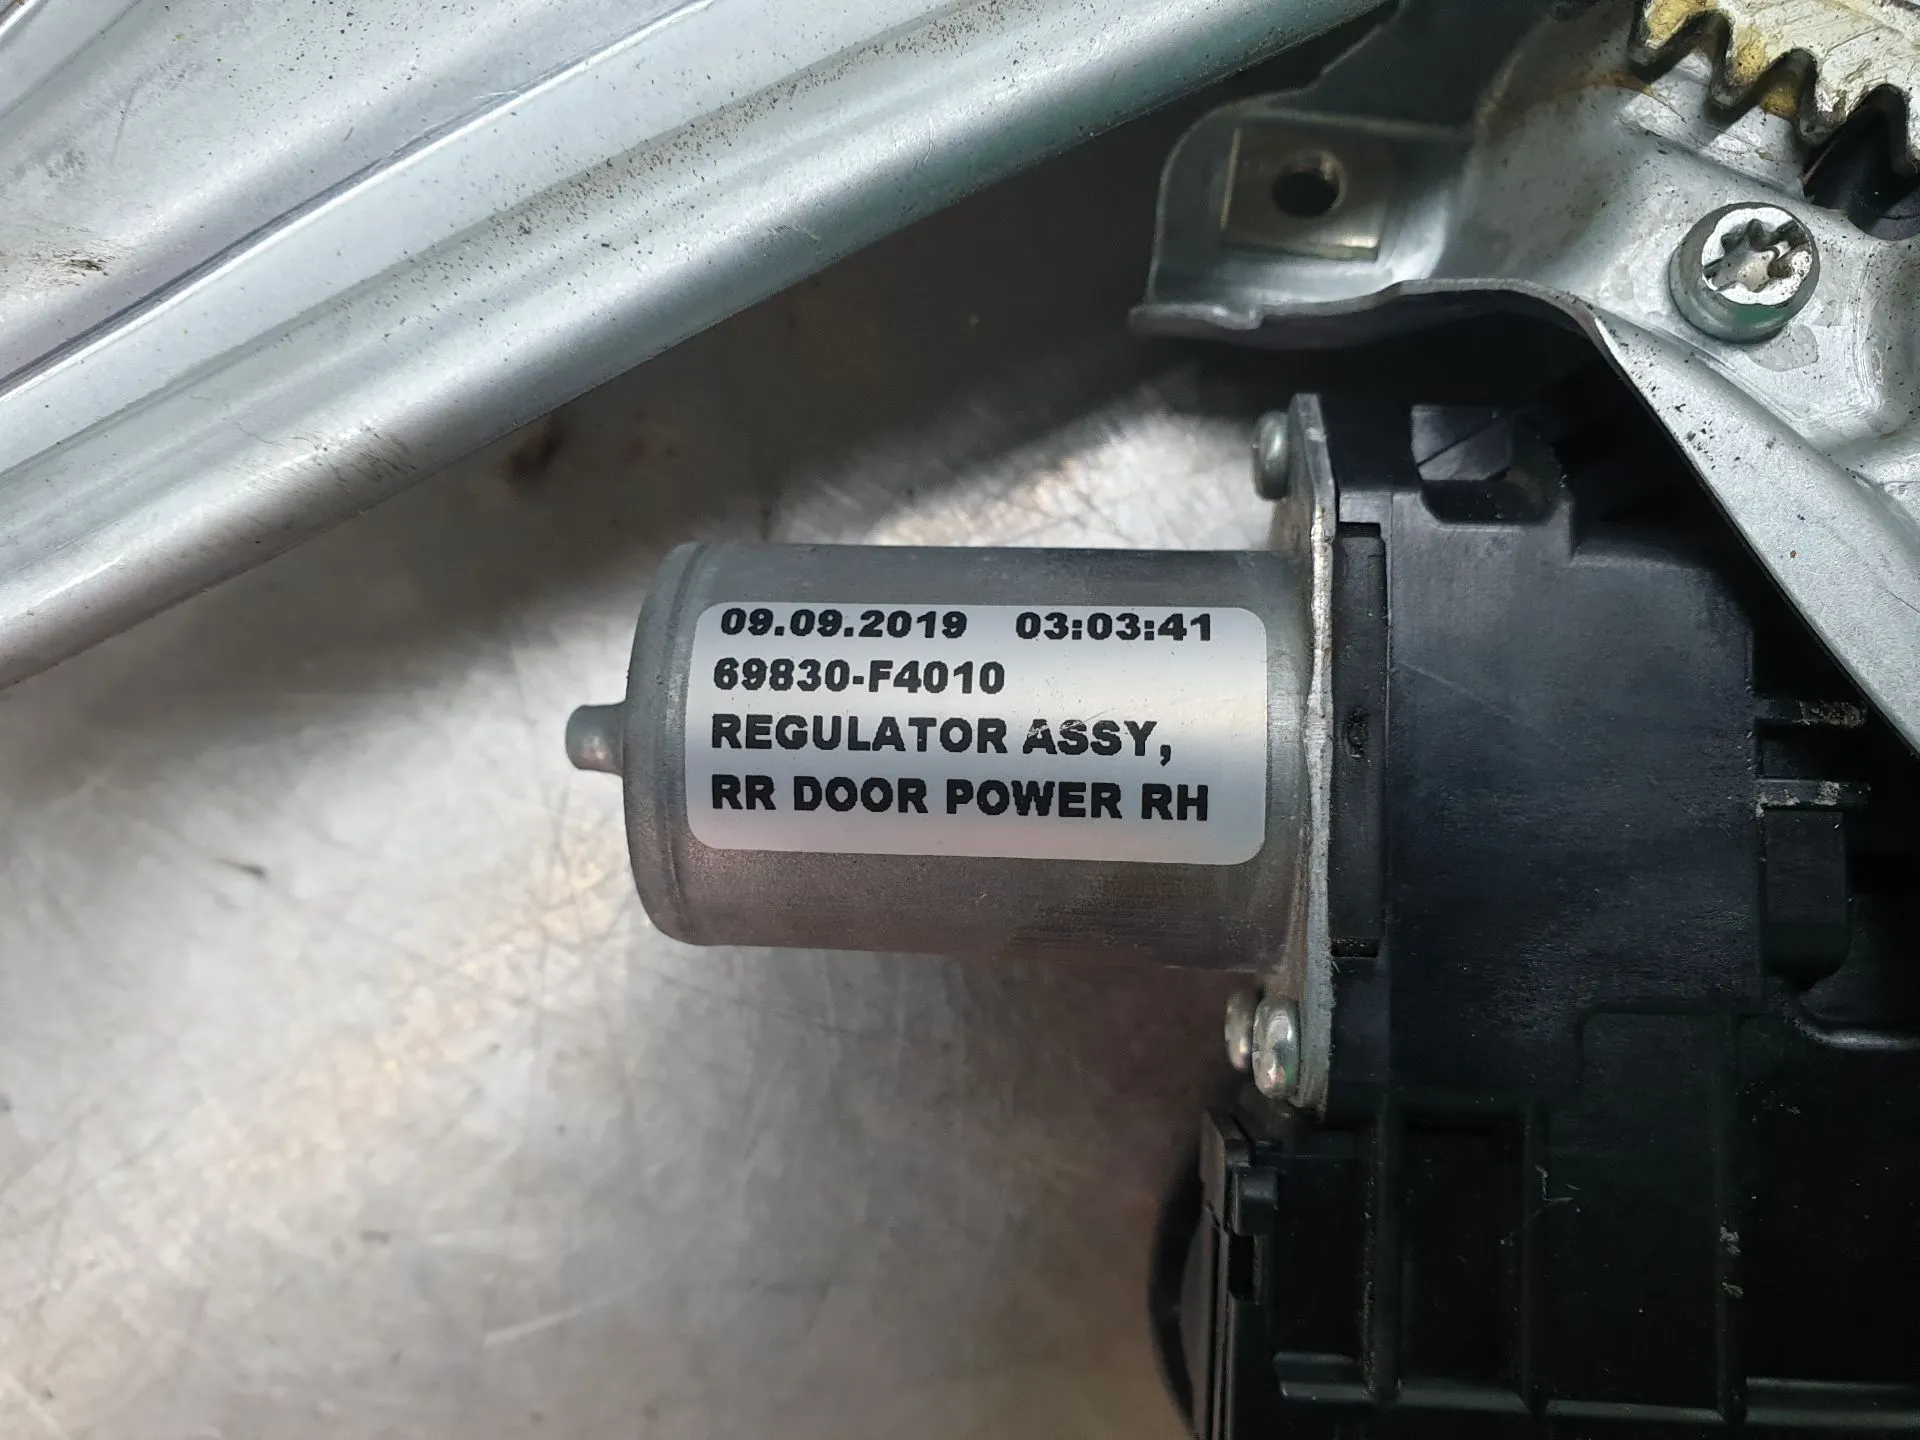 09.09.2019 03:03:41
69830-F4010
REGULATOR ASSY,
RR DOOR POWER RH